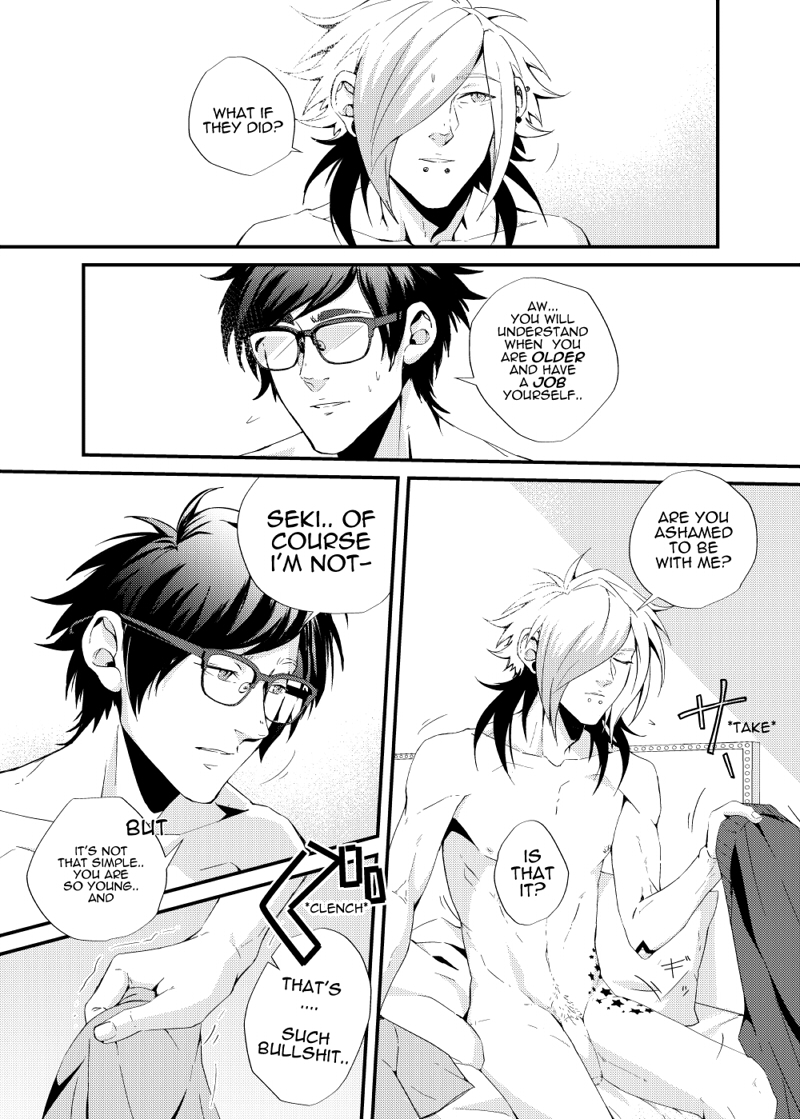 WHAT IF
THEY DID?
AW...
YOU WILL
UNDERSTAND
WHEN YOU
ARE OLDER
AND HAVE
A JOB
YOURSELF..
ARE YOU
ASHAMED
TO BE
WITH ME?
SEKI.. OF
COURSE
I'M NOT-
*TAKE*
IS
THAT
IT?
BUT
IT'S NOT
THAT SIMPLE..
YOU ARE
SO YOUNG..
AND
*CLENCH*
THAT'S
....
SUCH
BULLSHIT..